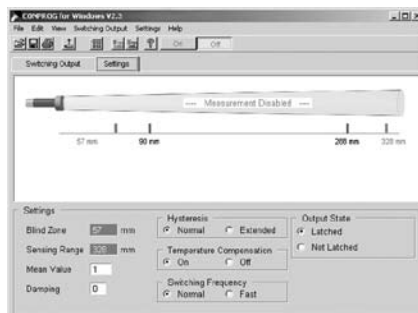 CONPROG for Windows V2.3
File Edit View Switching Output Settings Help
On Off
Switching Output Settings
---- Measurement Disabled ----
57 mm 90 mm 266 mm 328 mm
Settings
Blind Zone 57 mm
Sensing Range 328 mm
Mean Value 1
Damping 0
Hysteresis
Normal Extended
Temperature Compensation
On Off
Switching Frequency
Normal Fast
Output State
Latched
Not Latched